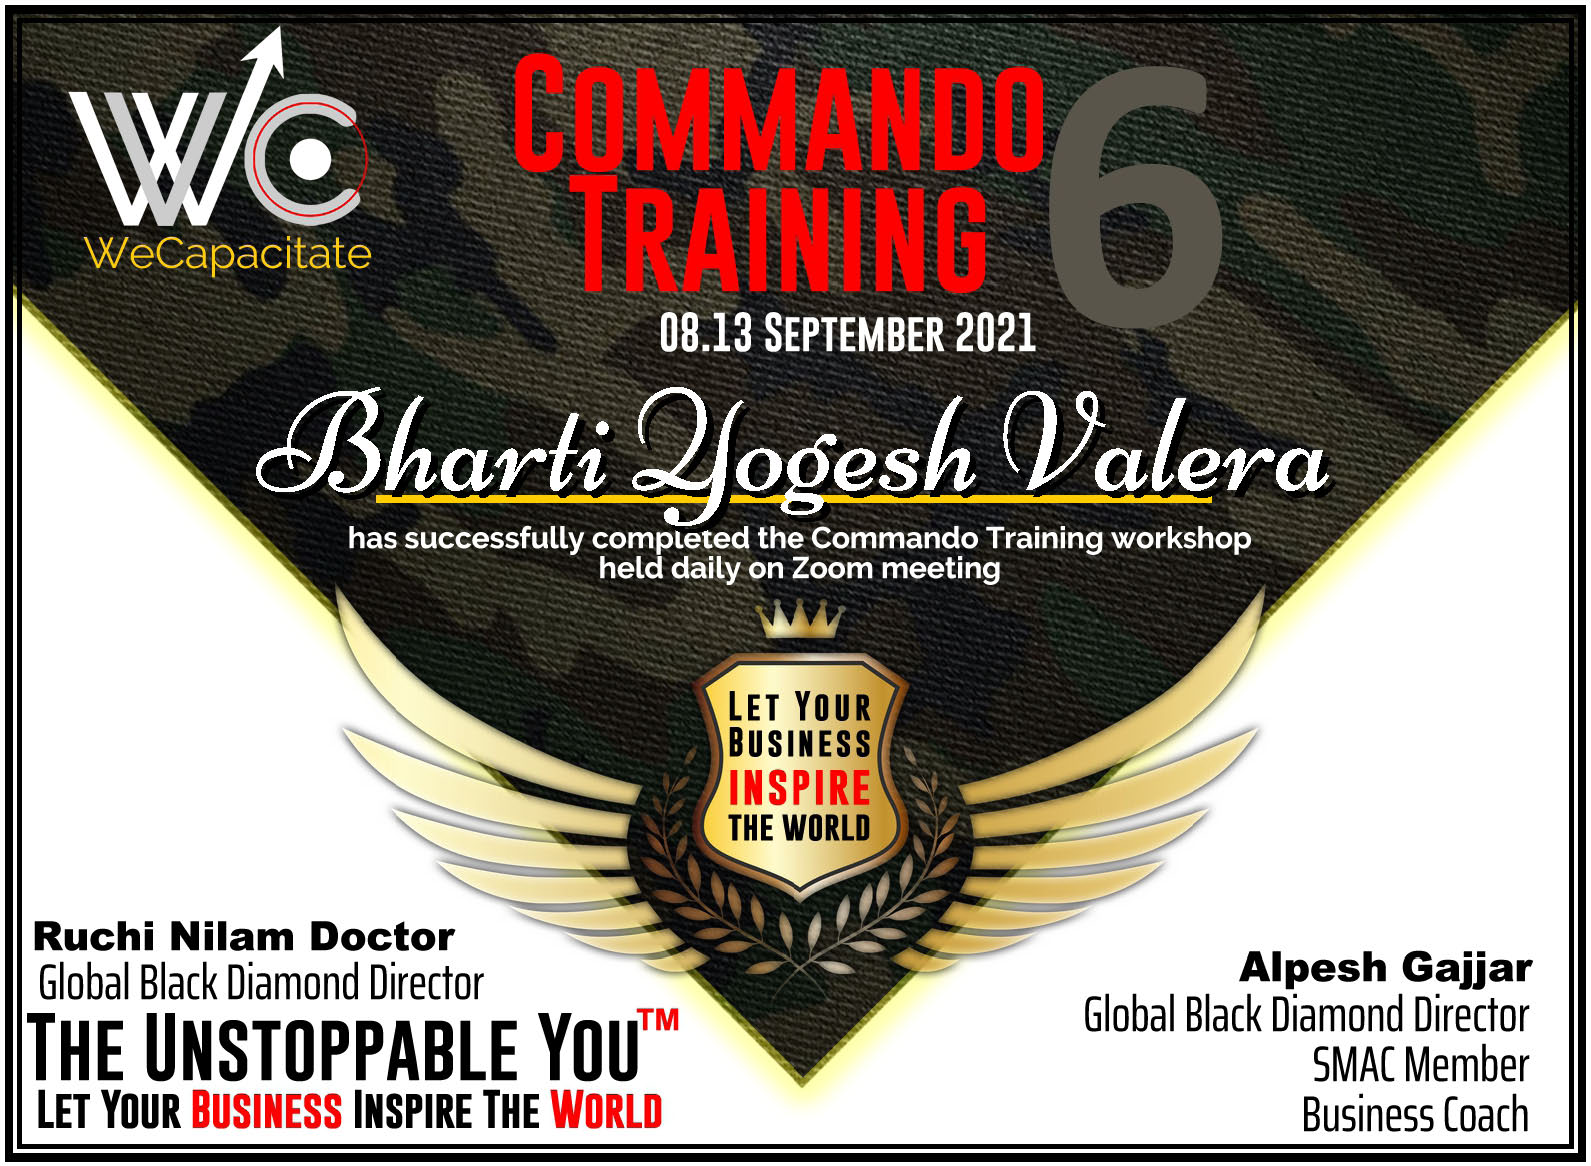 WC
WeCapacitate
COMMANDO
TRAINING
6
08.13 SEPTEMBER 2021
Bharti Yogesh Valera
has successfully completed the Commando Training workshop
held daily on Zoom meeting
LET YOUR
BUSINESS
INSPIRE
THE WORLD
Ruchi Nilam Doctor
Global Black Diamond Director
THE UNSTOPPABLE YOU™
LET YOUR BUSINESS INSPIRE THE WORLD
Alpesh Gajjar
Global Black Diamond Director
SMAC Member
Business Coach